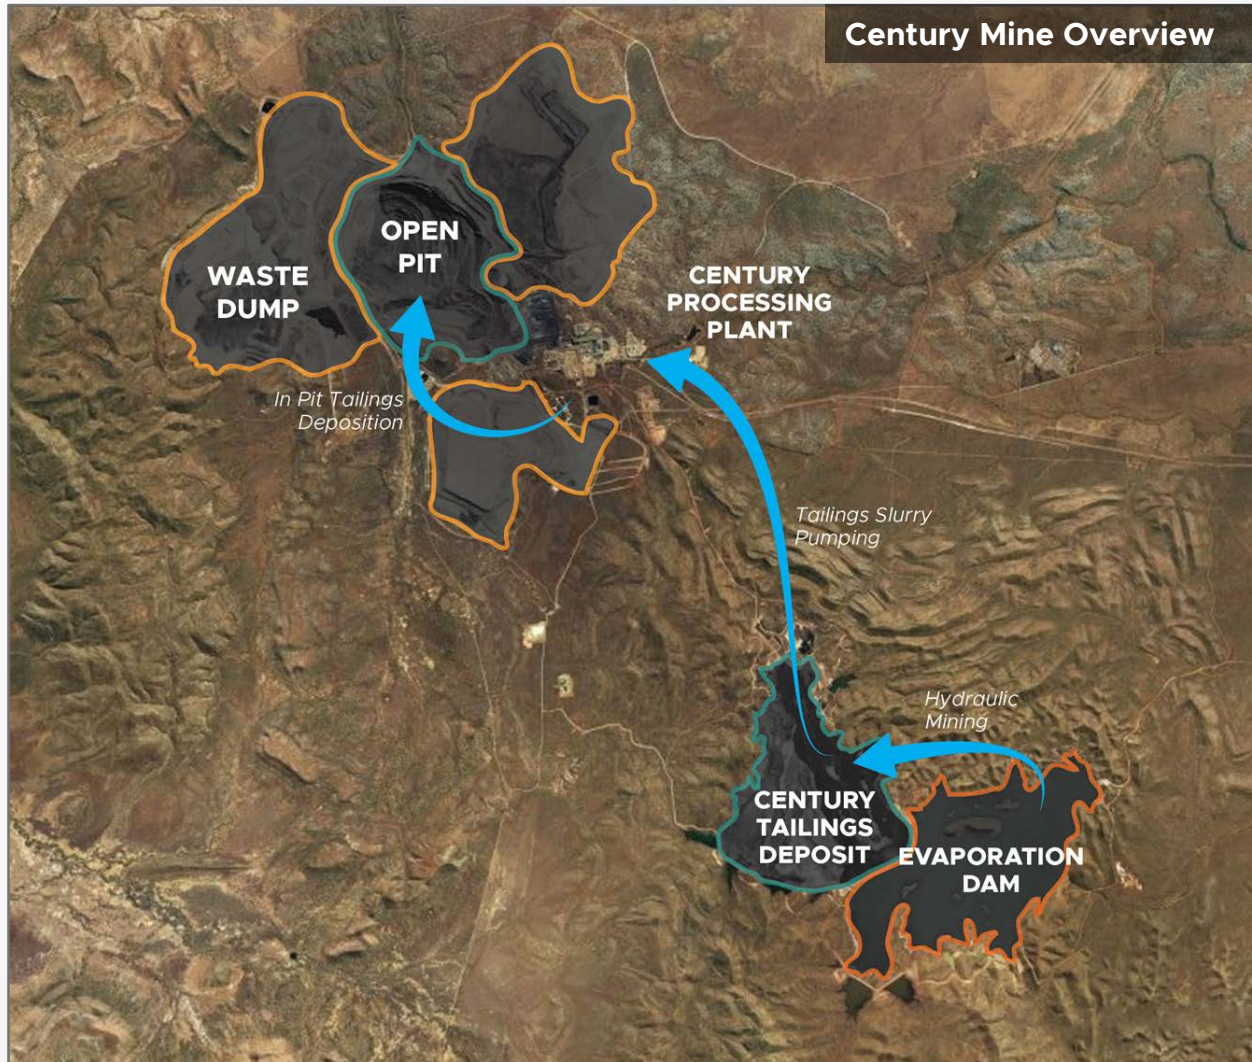 Century Mine Overview
OPEN
PIT
WASTE
DUMP
CENTURY
PROCESSING
PLANT
In Pit Tailings
Deposition
Tailings Slurry
Pumping
Hydraulic
Mining
CENTURY
TAILINGS
DEPOSIT
EVAPORATION
DAM